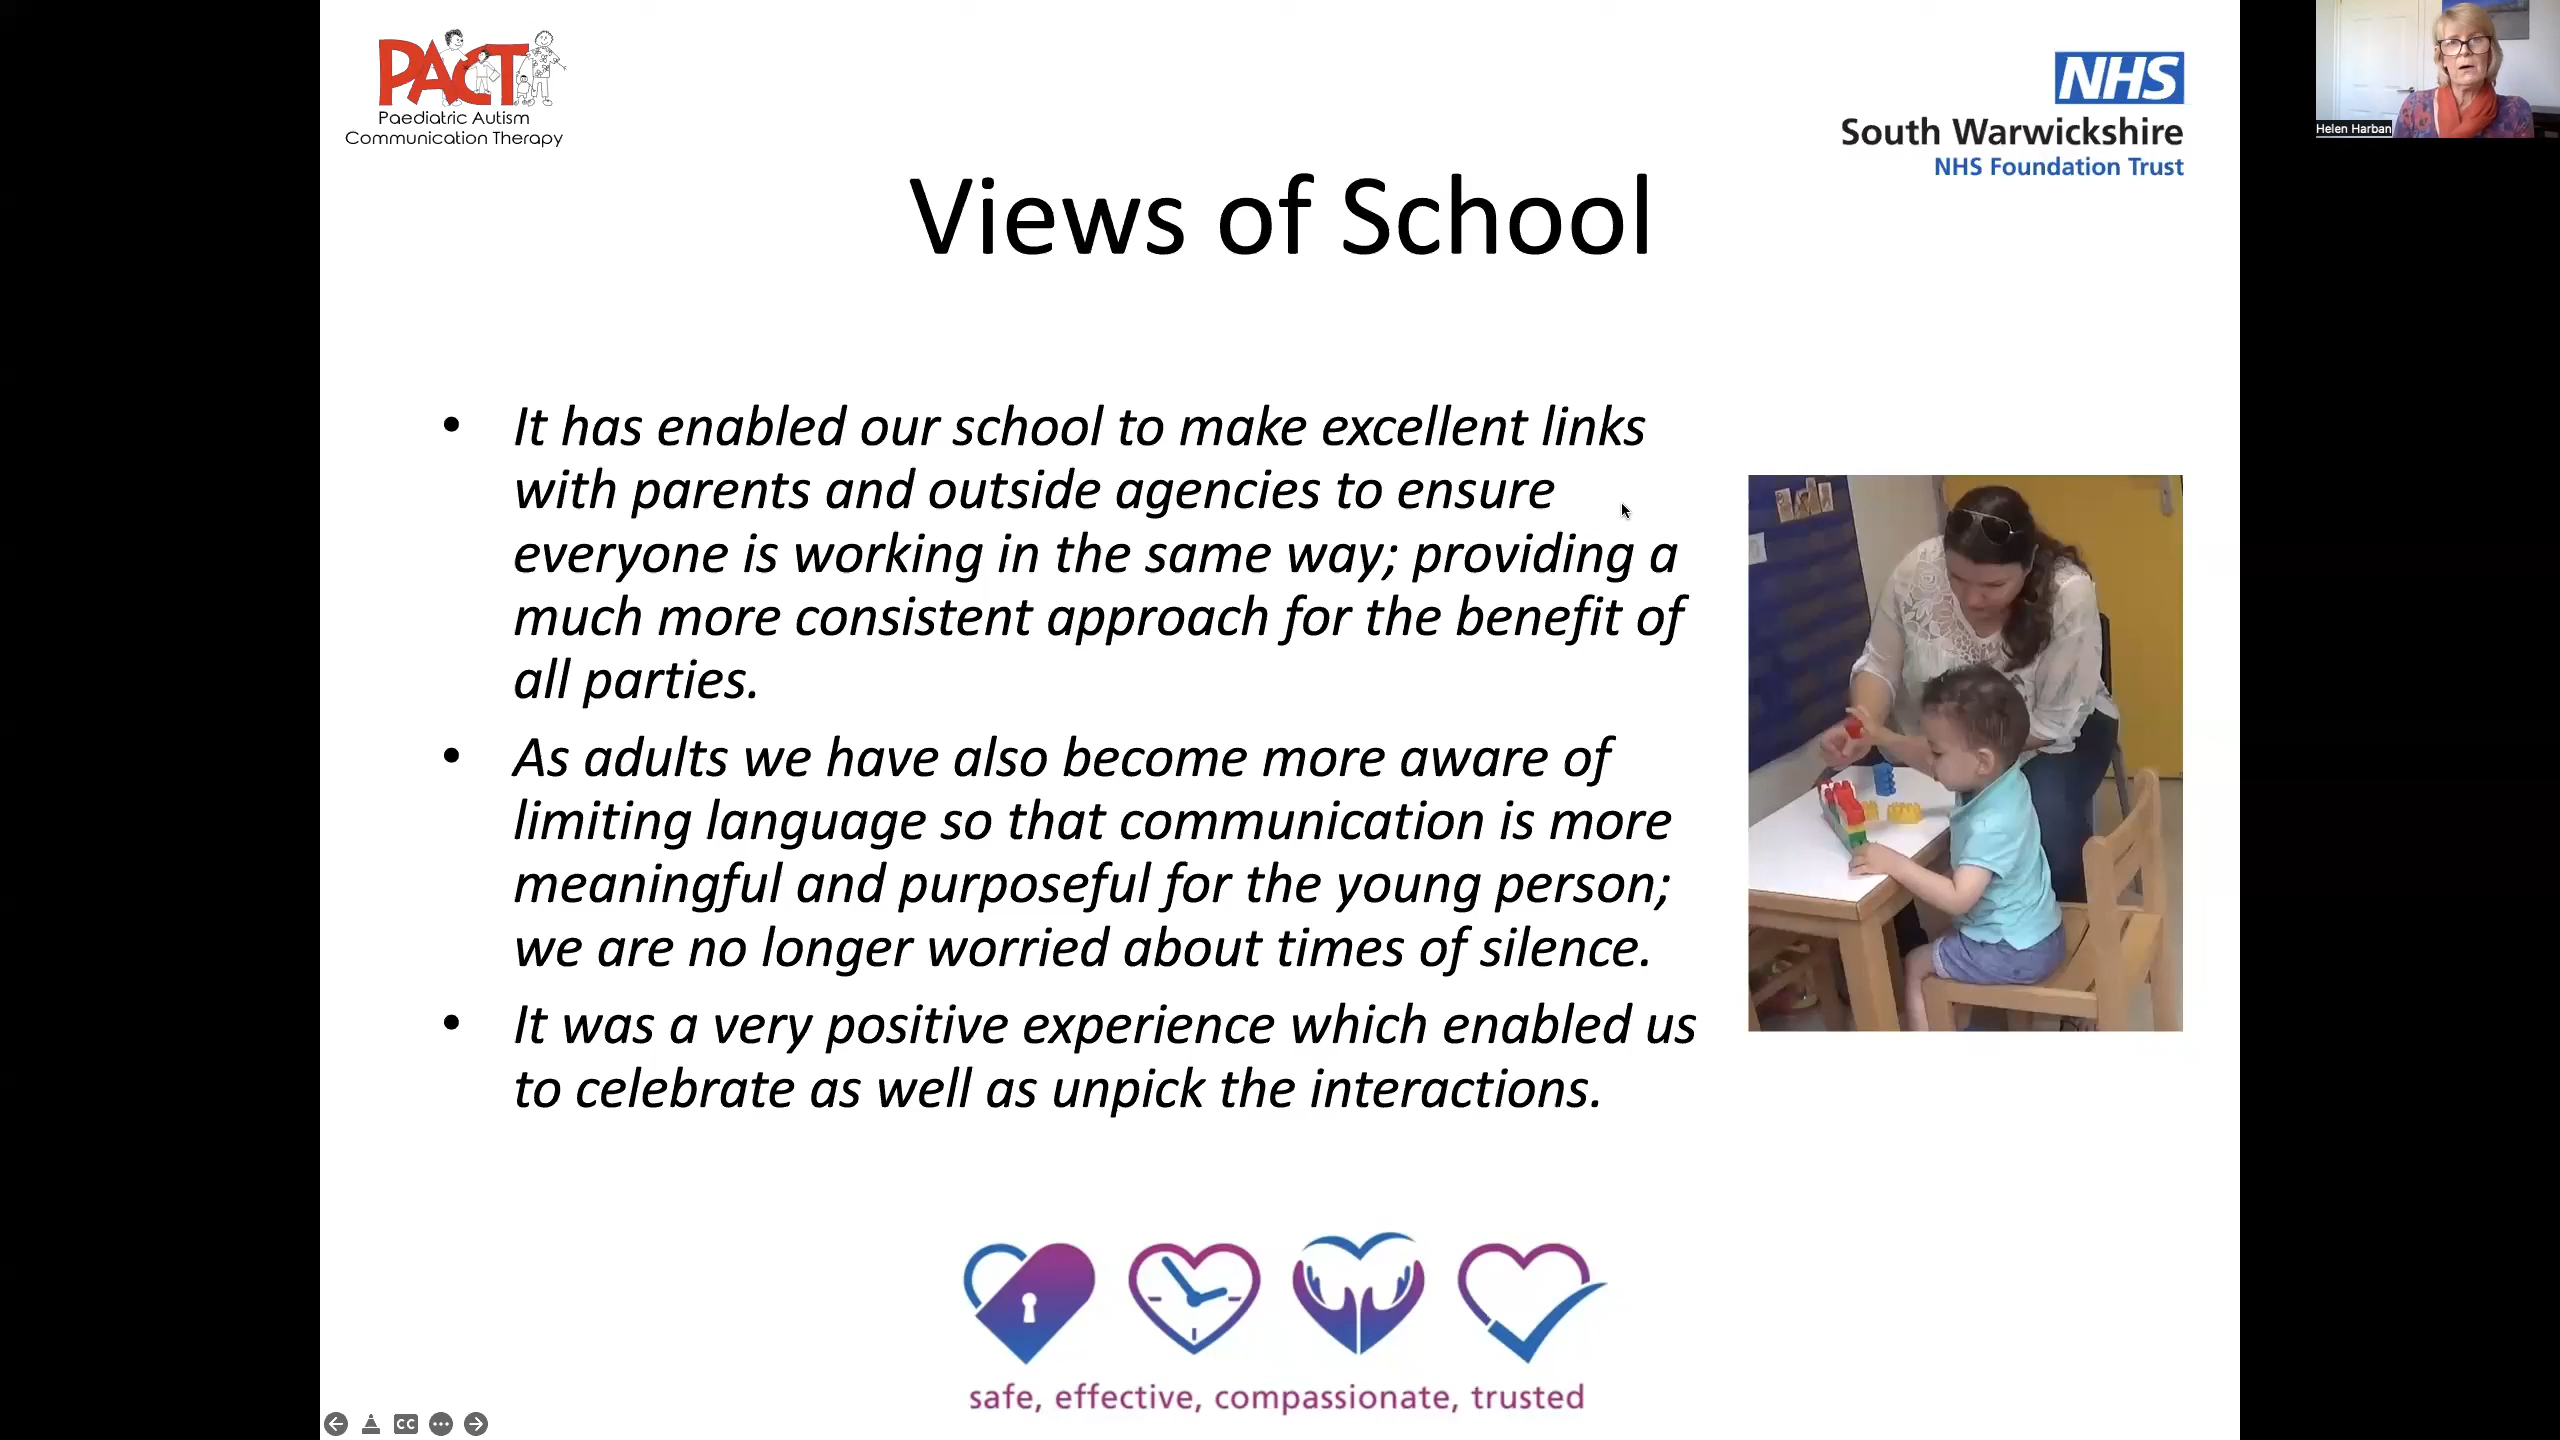 PACT
Paediatric Autism
Communication Therapy
NHS
South Warwickshire
NHS Foundation Trust
Helen Harban
Views of School
• It has enabled our school to make excellent links
with parents and outside agencies to ensure
everyone is working in the same way; providing a
much more consistent approach for the benefit of
all parties.
• As adults we have also become more aware of
limiting language so that communication is more
meaningful and purposeful for the young person;
we are no longer worried about times of silence.
• It was a very positive experience which enabled us
to celebrate as well as unpick the interactions.
safe, effective, compassionate, trusted
CC